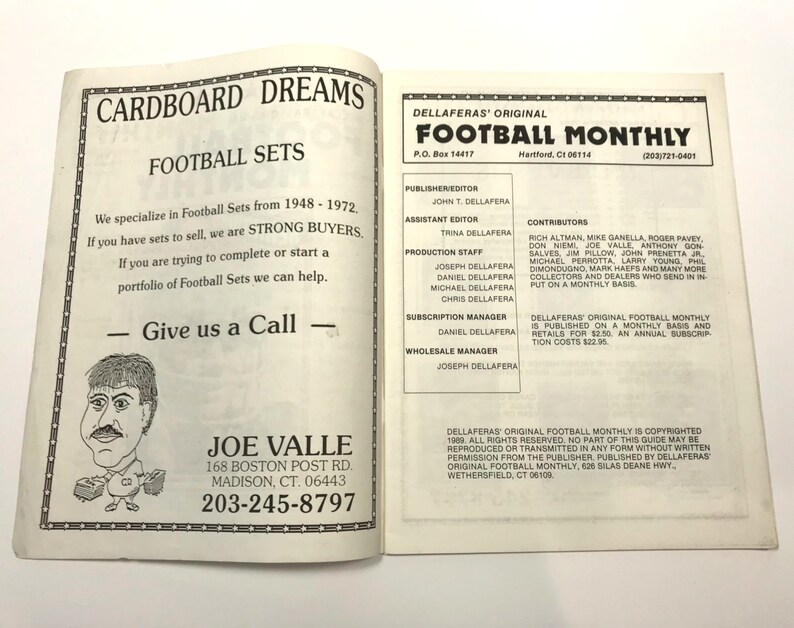 CARDBOARD DREAMS
FOOTBALL SETS
We specialize in Football Sets from 1948 - 1972.
If you have sets to sell, we are STRONG BUYERS.
If you are trying to complete or start a
portfolio of Football Sets we can help.
— Give us a Call —
JOE VALLE
168 BOSTON POST RD.
MADISON, CT. 06443
203-245-8797
DELLAFERAS' ORIGINAL
FOOTBALL MONTHLY
P.O. Box 14417 Hartford, Ct 06114 (203)721-0401
PUBLISHER/EDITOR
JOHN T. DELLAFERA
ASSISTANT EDITOR
TRINA DELLAFERA
PRODUCTION STAFF
JOSEPH DELLAFERA
DANIEL DELLAFERA
MICHAEL DELLAFERA
CHRIS DELLAFERA
SUBSCRIPTION MANAGER
DANIEL DELLAFERA
WHOLESALE MANAGER
JOSEPH DELLAFERA
CONTRIBUTORS
RICH ALTMAN, MIKE GANELLA, ROGER PAVEY,
DON NIEMI, JOE VALLE, ANTHONY GON-
SALVES, JIM PILLOW, JOHN PRENETTA JR.,
MICHAEL PERROTTA, LARRY YOUNG, PHIL
DIMONDUGNO, MARK HAEFS AND MANY MORE
COLLECTORS AND DEALERS WHO SEND IN IN-
PUT ON A MONTHLY BASIS.
DELLAFERAS' ORIGINAL FOOTBALL MONTHLY
IS PUBLISHED ON A MONTHLY BASIS AND
RETAILS FOR $2.50. AN ANNUAL SUBSCRIP-
TION COSTS $22.95.
DELLAFERAS' ORIGINAL FOOTBALL MONTHLY IS COPYRIGHTED
1989. ALL RIGHTS RESERVED. NO PART OF THIS GUIDE MAY BE
REPRODUCED OR TRANSMITTED IN ANY FORM WITHOUT WRITTEN
PERMISSION FROM THE PUBLISHER. PUBLISHED BY DELLAFERAS'
ORIGINAL FOOTBALL MONTHLY, 626 SILAS DEANE HWY.,
WETHERSFIELD, CT 06109.